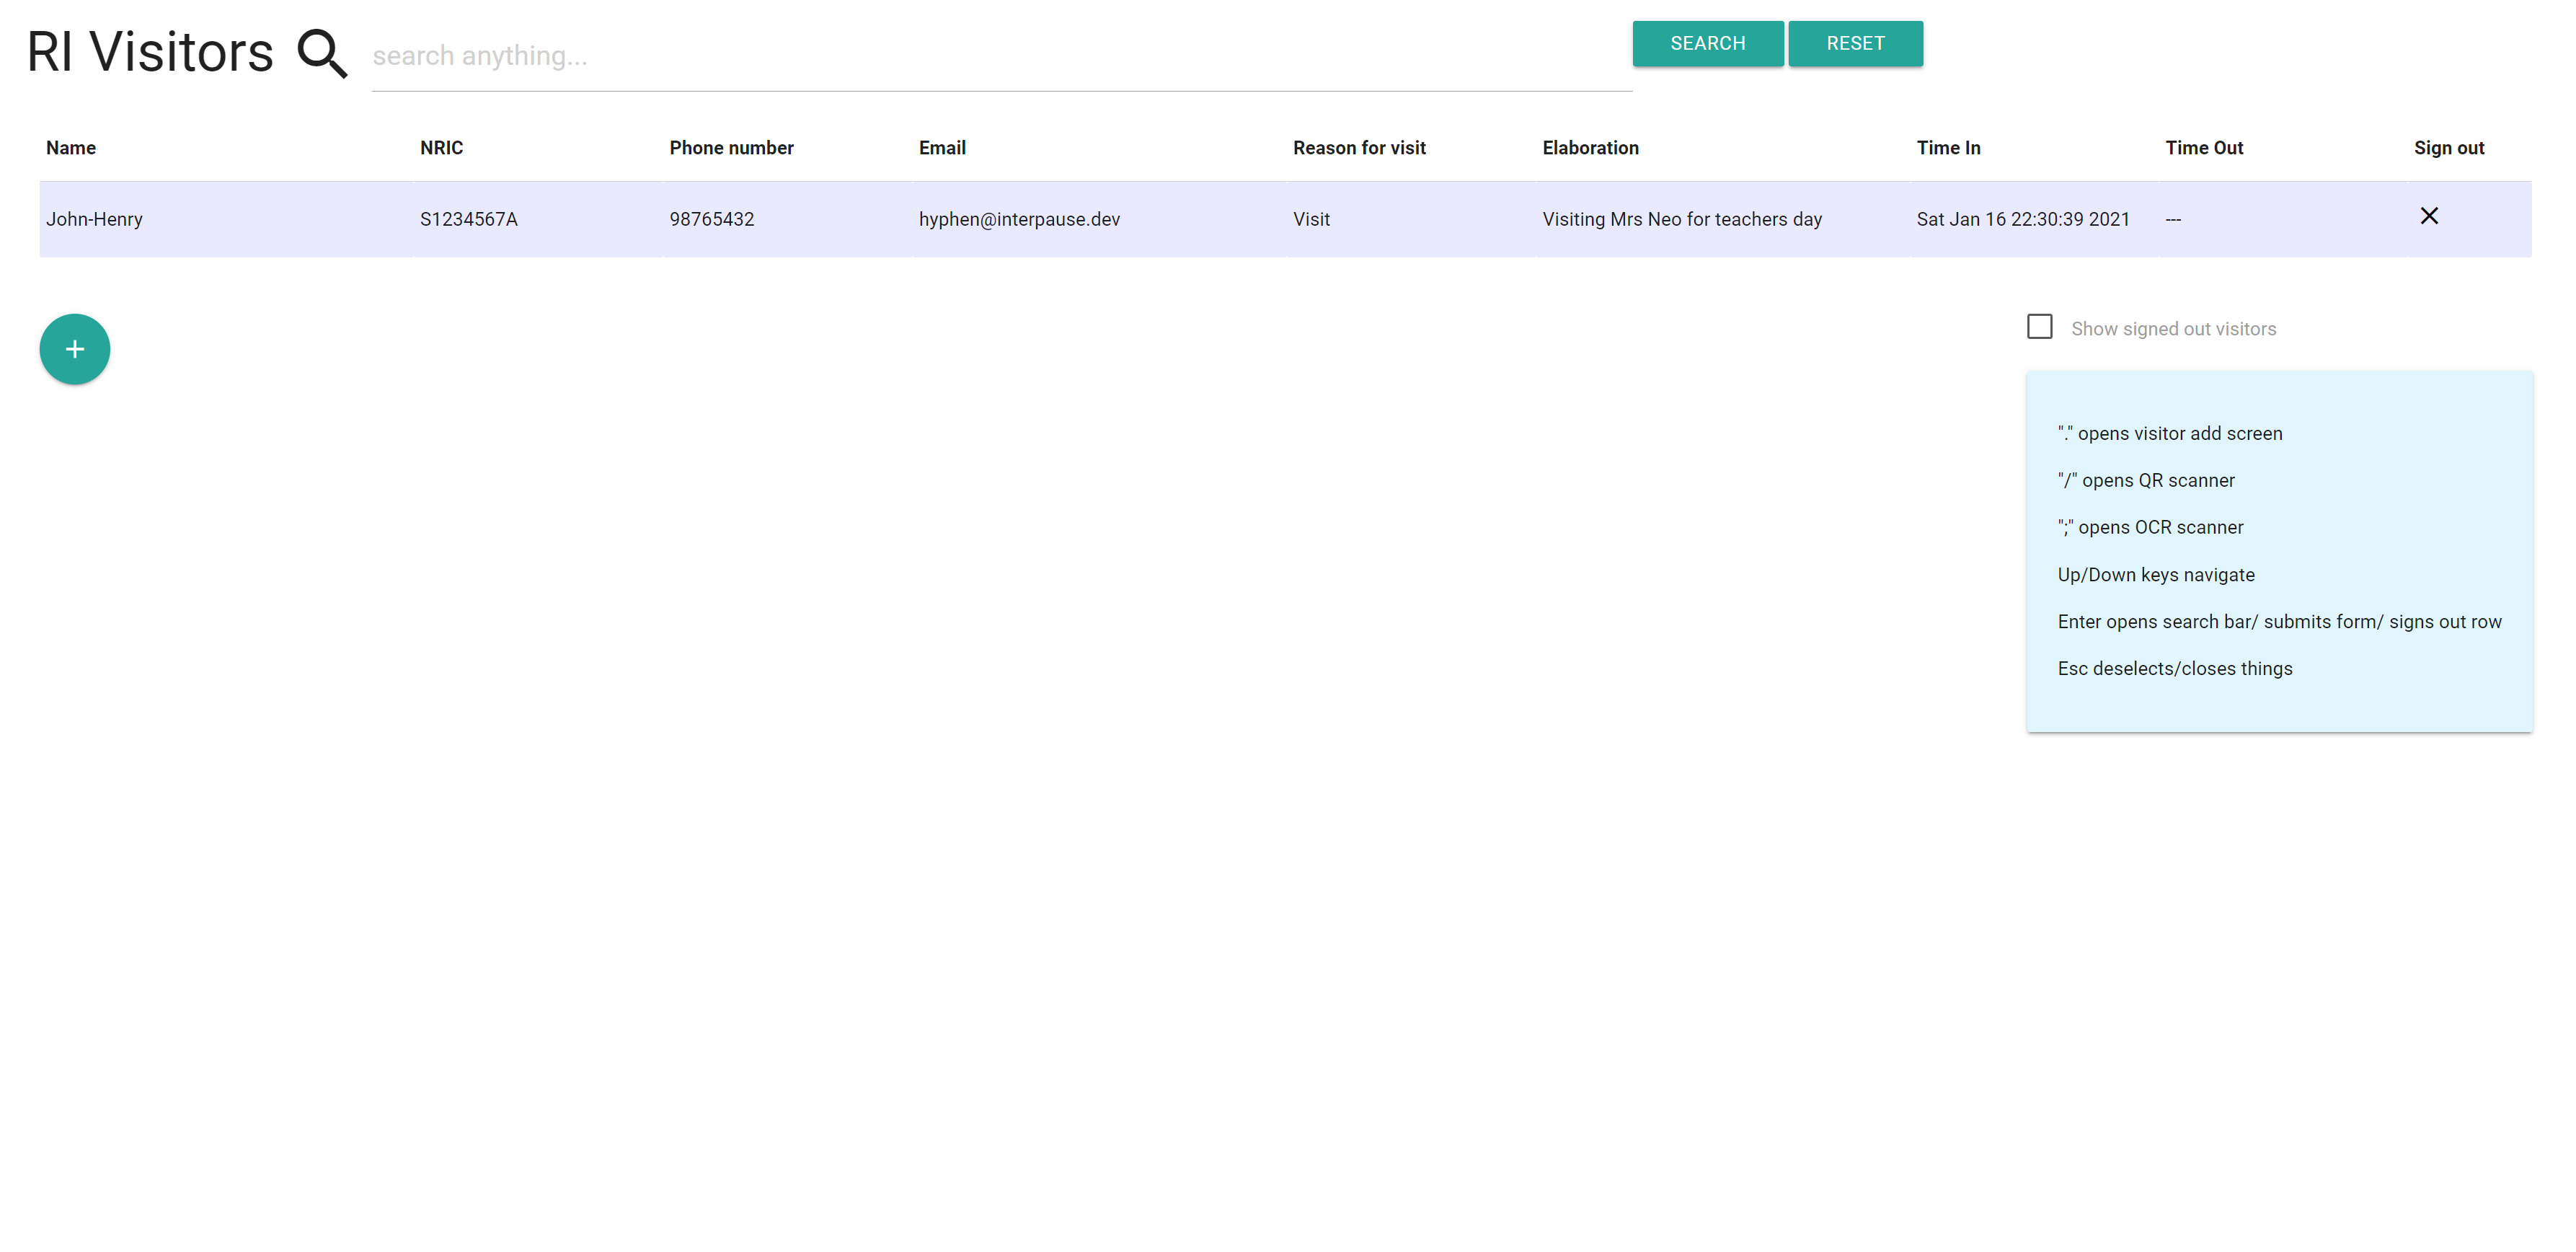 RI Visitors search anything... SEARCH RESET
Name NRIC Phone number Email Reason for visit Elaboration Time In Time Out Sign out
John-Henry S1234567A 98765432 hyphen@interpause.dev Visit Visiting Mrs Neo for teachers day Sat Jan 16 22:30:39 2021 ---
Show signed out visitors
"." opens visitor add screen
"/" opens QR scanner
";" opens OCR scanner
Up/Down keys navigate
Enter opens search bar/ submits form/ signs out row
Esc deselects/closes things